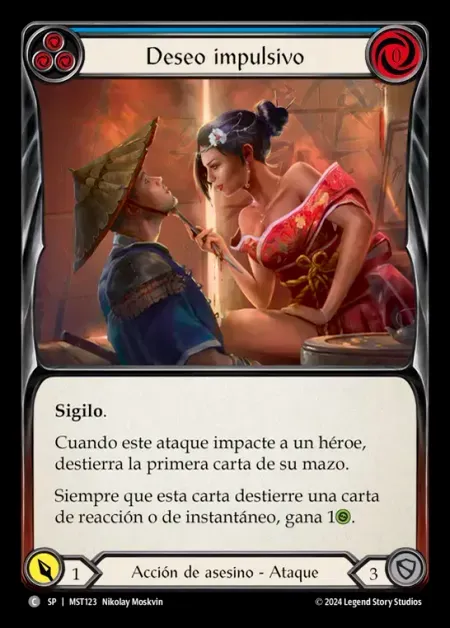 Deseo impulsivo
0
Sigilo.
Cuando este ataque impacte a un héroe,
destierra la primera carta de su mazo.
Siempre que esta carta destierre una carta
de reacción o de instantáneo, gana 1.
1
Acción de asesino - Ataque
3
C SP | MST123 Nikolay Moskvin
© 2024 Legend Story Studios